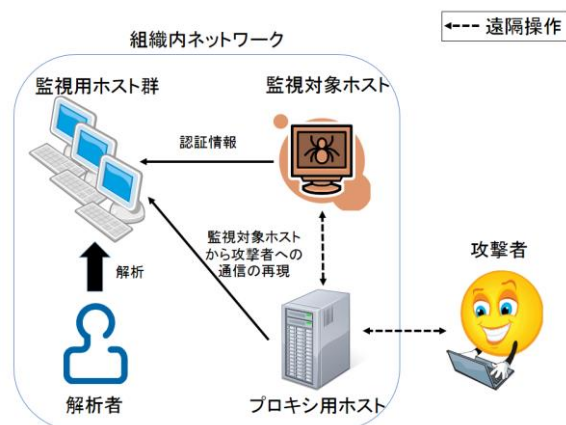 遠隔操作
組織内ネットワーク
監視用ホスト群
監視対象ホスト
認証情報
監視対象ホスト
から攻撃者への
通信の再現
攻撃者
解析
解析者
プロキシ用ホスト